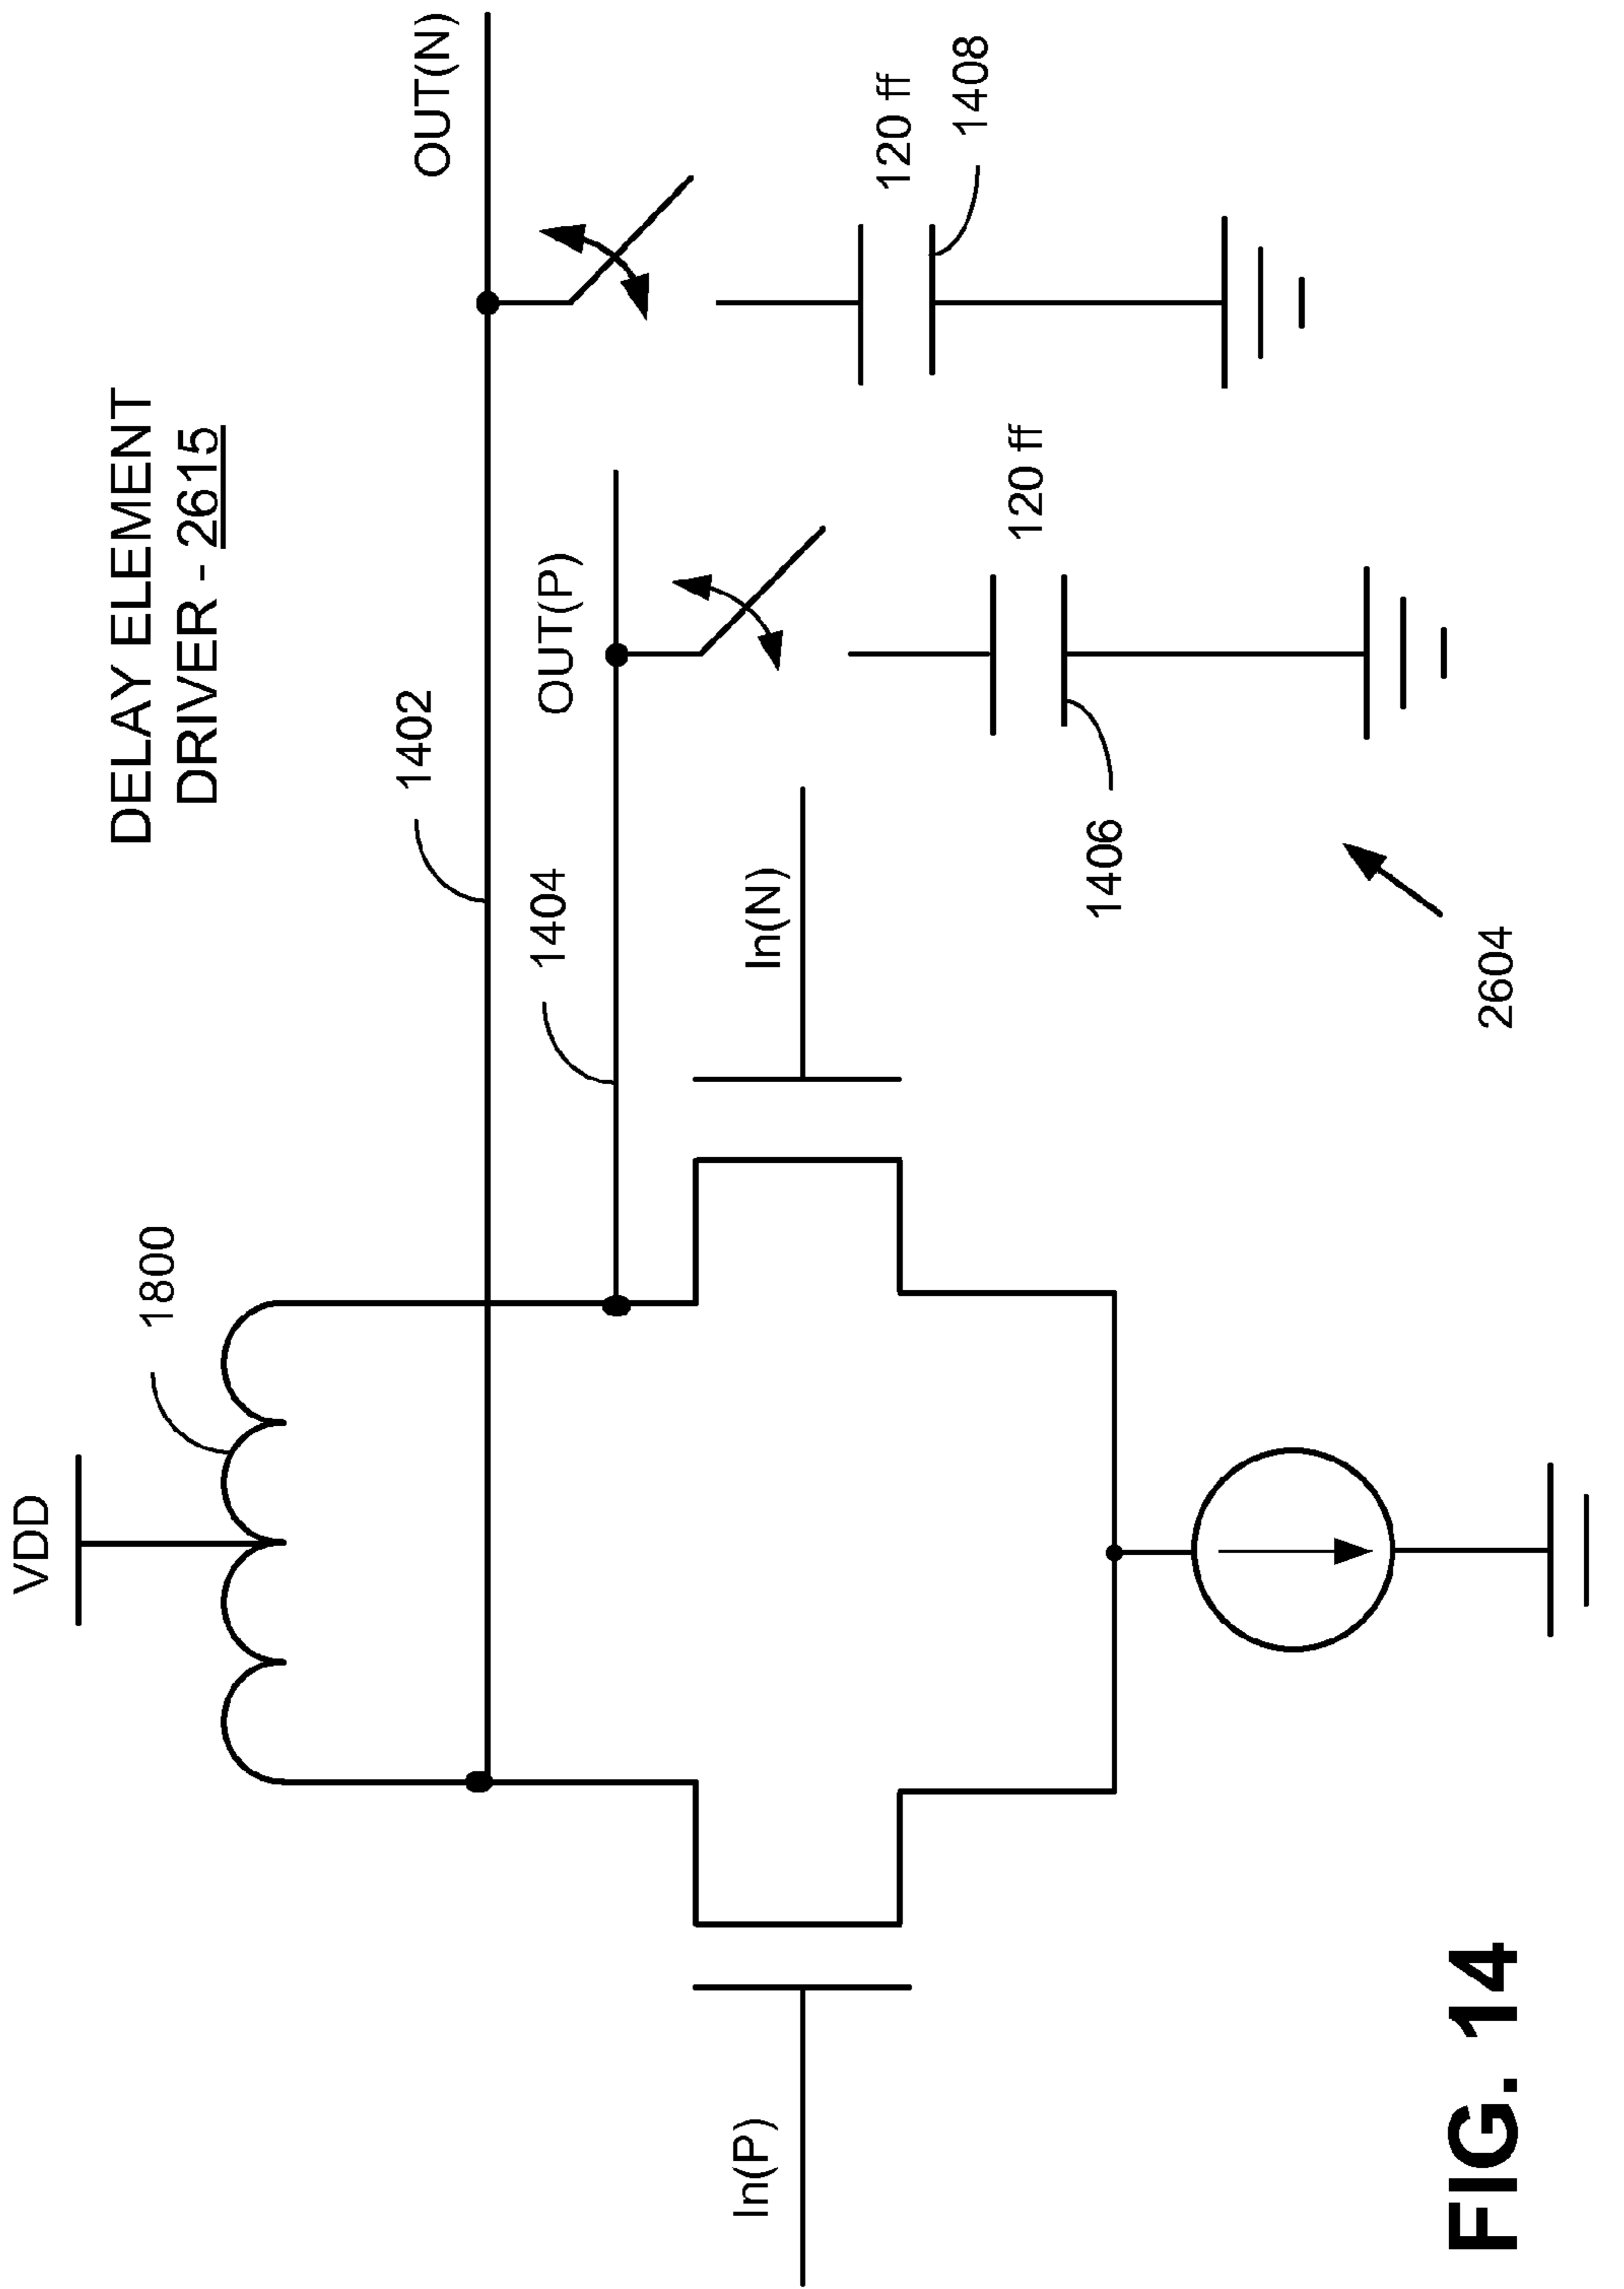 DELAY ELEMENT
DRIVER - 2615
VDD
1800
1402
OUT(N)
1404
OUT(P)
In(P)
In(N)
120 ff
1408
120 ff
1406
2604
FIG. 14